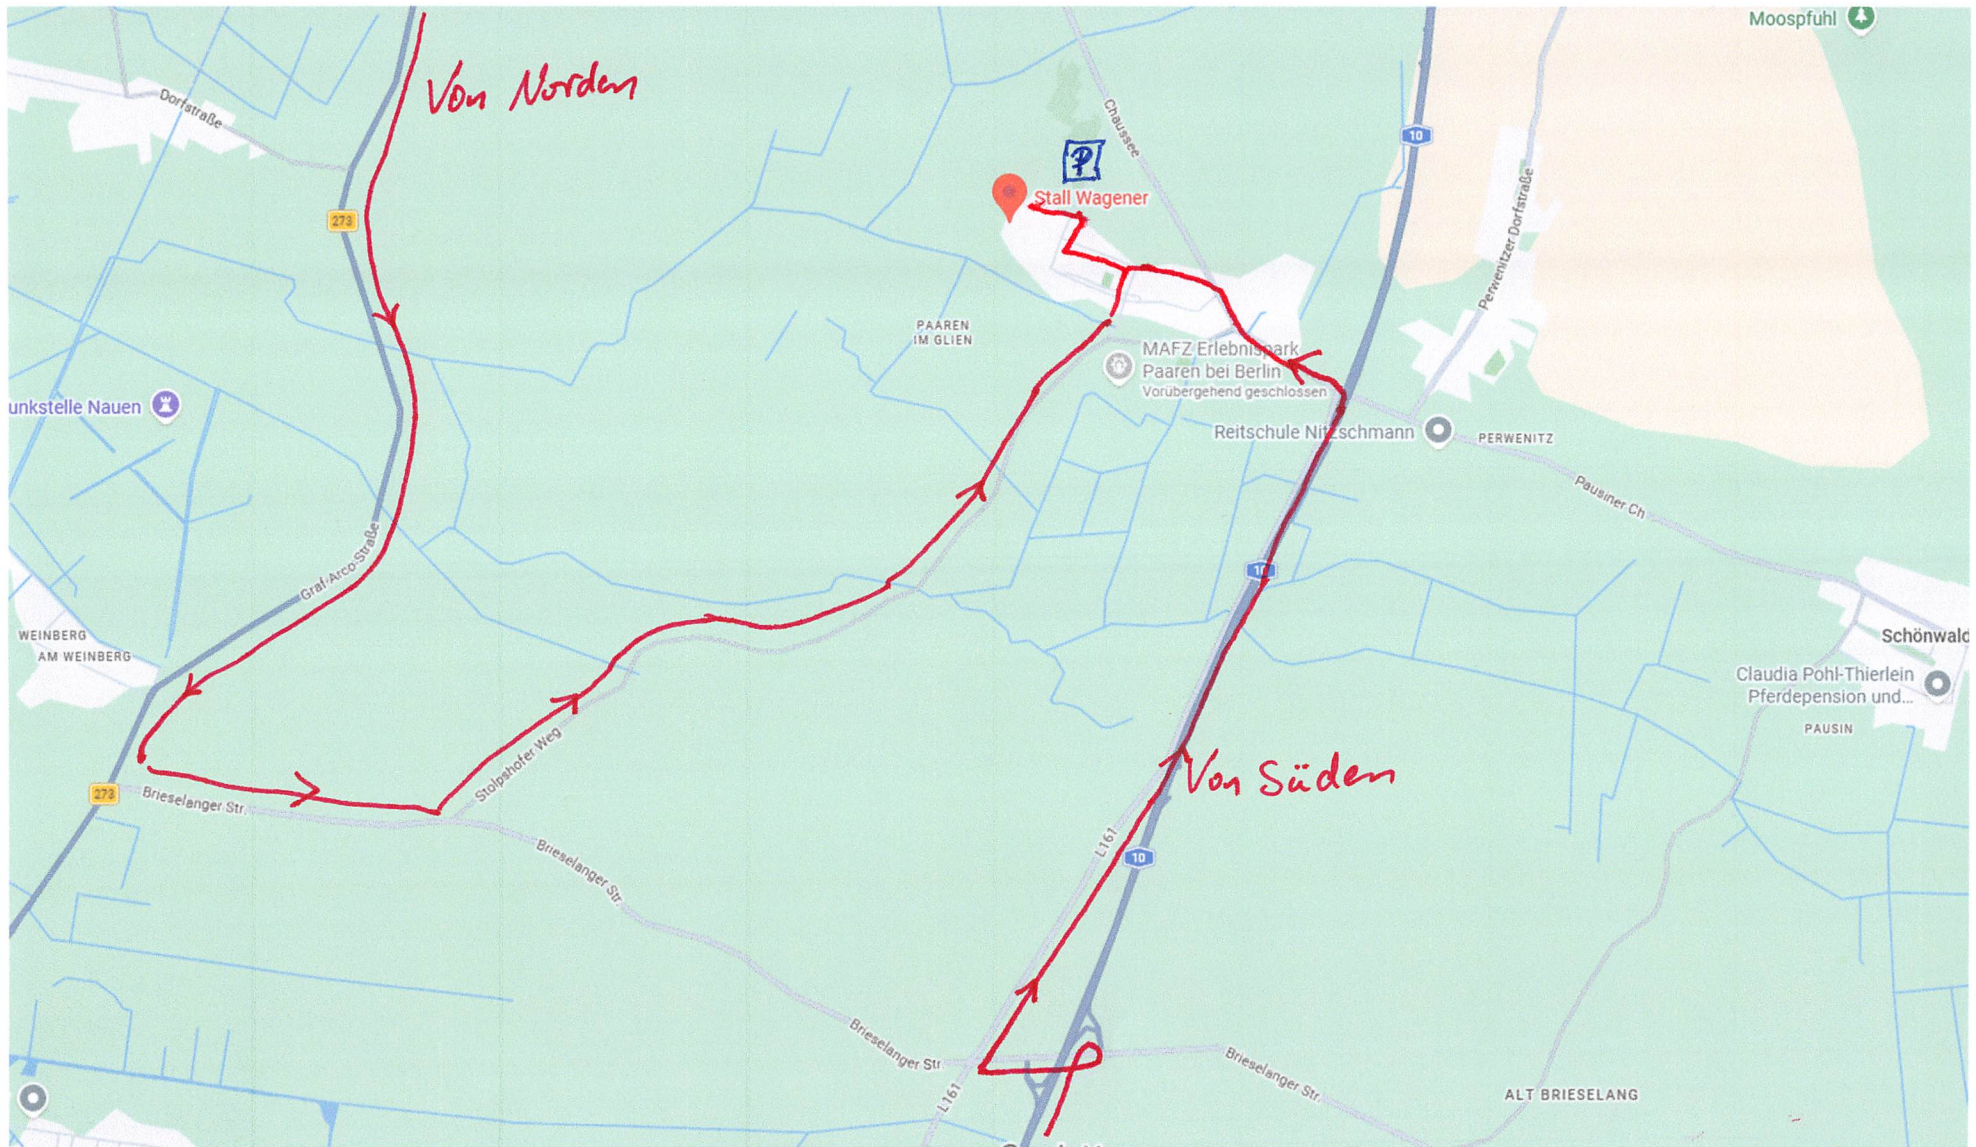 Moospfuhl
Von Norden
Dorfstraße
Chaussee
10
P
Stall Wagener
273
Perwenitzer Dorfstraße
PAAREN
IM GLIEN
MAFZ Erlebnispark
Paaren bei Berlin
Vorübergehend geschlossen
unkstelle Nauen
Reitschule Nitzschmann
PERWENITZ
Pausiner Ch
Graf-Arco-Straße
10
WEINBERG
AM WEINBERG
Schönwald
Claudia Pohl-Thierlein
Pferdepension und...
PAUSIN
Stolpshofer Weg
Von Süden
273
Brieselanger Str.
L161
10
Brieselanger Str.
Brieselanger Str.
Brieselanger Str.
L161
ALT BRIESELANG